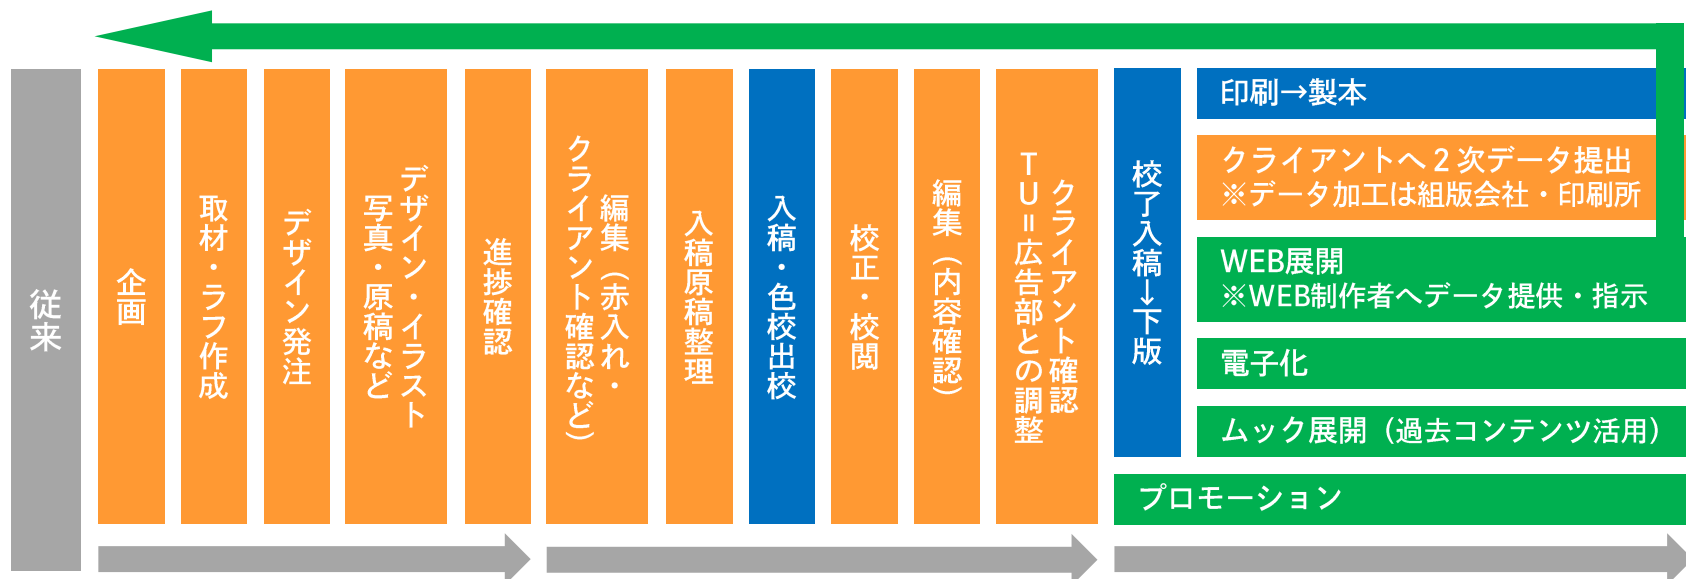 従来
企画
取材・ラフ作成
デザイン発注
デザイン・イラスト
写真・原稿など
進捗確認
編集（赤入れ・
クライアント確認など）
入稿原稿整理
入稿・色校出校
校正・校閲
編集（内容確認）
クライアント確認
TU＝広告部との調整
校了入稿→下版
印刷→製本
クライアントへ２次データ提出
※データ加工は組版会社・印刷所
WEB展開
※WEB制作者へデータ提供・指示
電子化
ムック展開（過去コンテンツ活用）
プロモーション